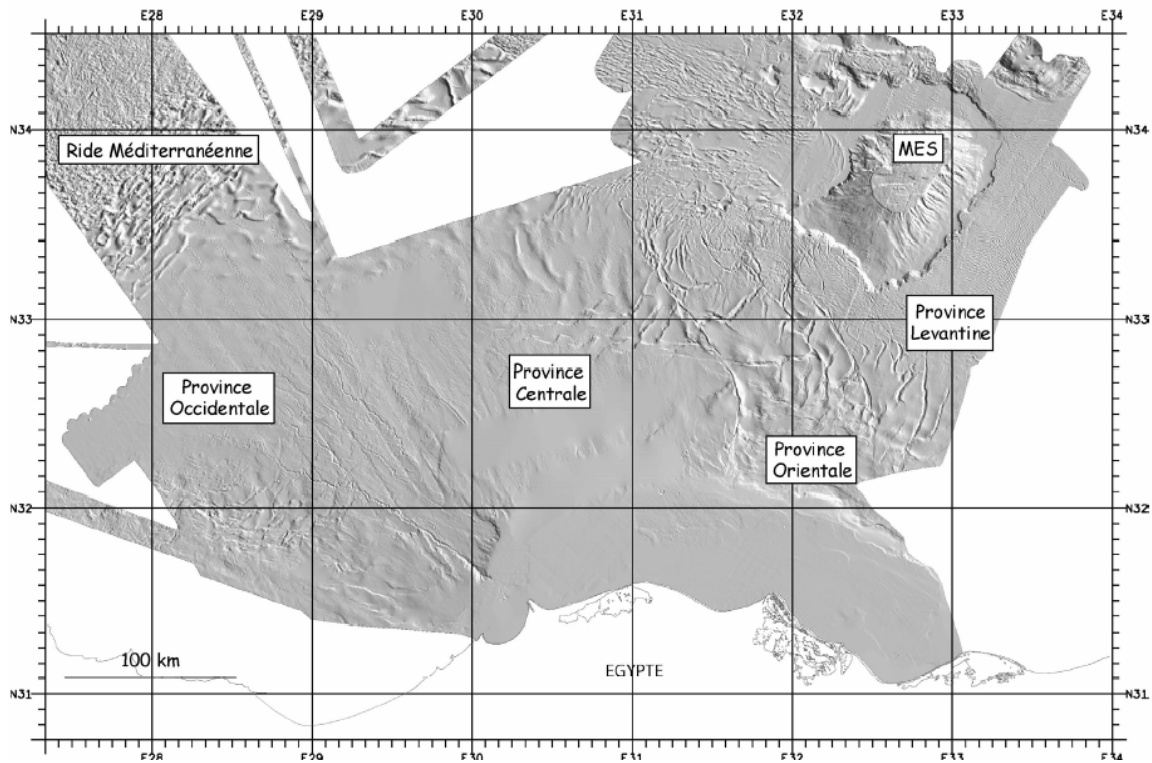 E28 E29 E30 E31 E32 E33 E34
N34 N34
Ride Méditerranéenne
MES
N33 N33
Province
Levantine
Province
Centrale
Province
Occidentale
Province
Orientale
N32 N32
100 km
EGYPTE
N31 N31
E28 E29 E30 E31 E32 E33 E34